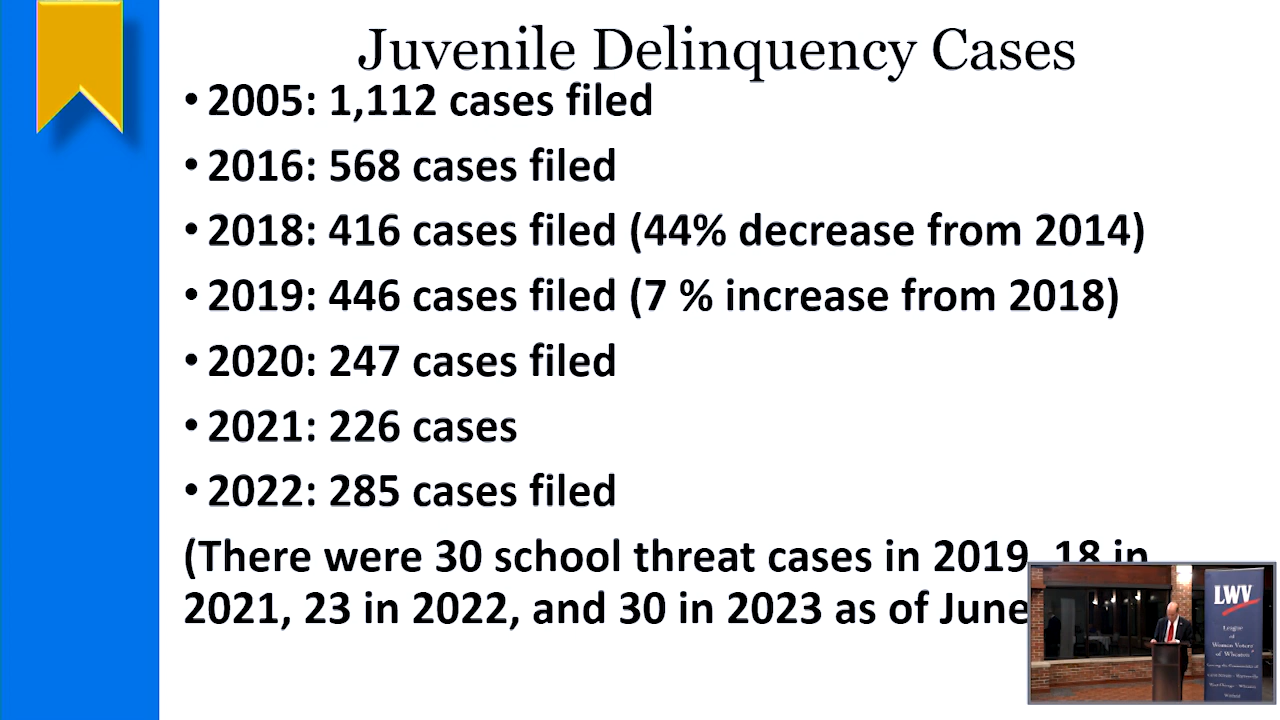 Juvenile Delinquency Cases
• 2005: 1,112 cases filed
• 2016: 568 cases filed
• 2018: 416 cases filed (44% decrease from 2014)
• 2019: 446 cases filed (7 % increase from 2018)
• 2020: 247 cases filed
• 2021: 226 cases
• 2022: 285 cases filed
(There were 30 school threat cases in 2019, 18 in
2021, 23 in 2022, and 30 in 2023 as of June
LWV
League
of
Women Voters
of Wheaton